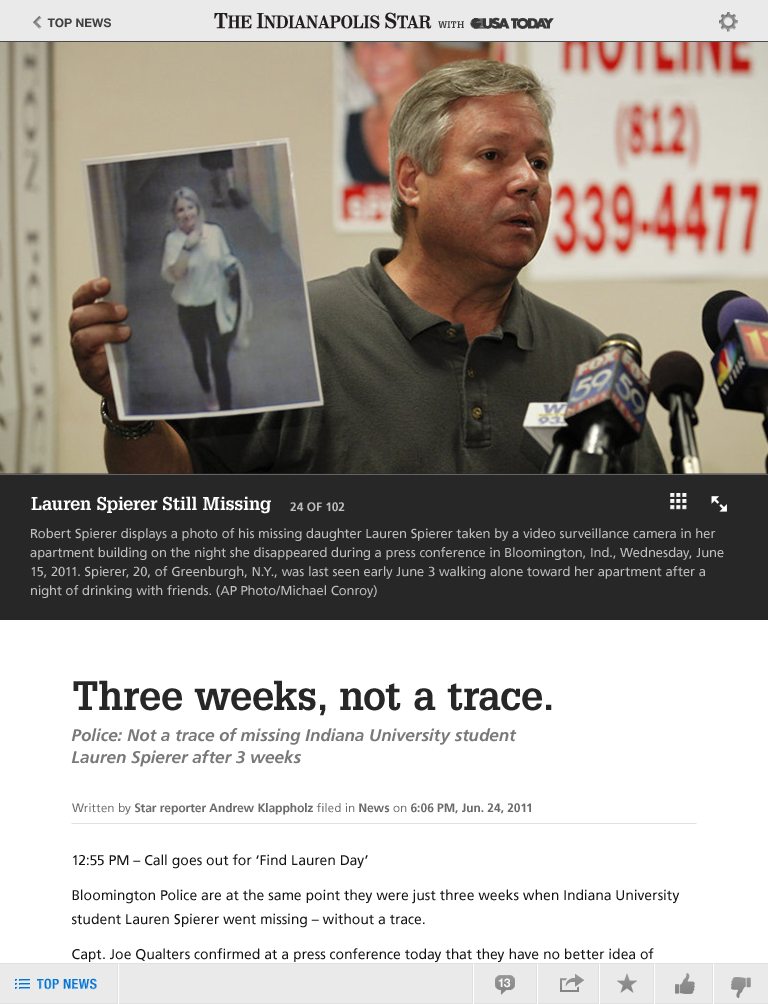 TOP NEWS
THE INDIANAPOLIS STAR WITH USA TODAY
HOTLINE
(812)
339-4477
FOX
59
59
NEWS
WTHR
13
Lauren Spierer Still Missing 24 OF 102
Robert Spierer displays a photo of his missing daughter Lauren Spierer taken by a video surveillance camera in her
apartment building on the night she disappeared during a press conference in Bloomington, Ind., Wednesday, June
15, 2011. Spierer, 20, of Greenburgh, N.Y., was last seen early June 3 walking alone toward her apartment after a
night of drinking with friends. (AP Photo/Michael Conroy)
Three weeks, not a trace.
Police: Not a trace of missing Indiana University student
Lauren Spierer after 3 weeks
Written by Star reporter Andrew Klappholz filed in News on 6:06 PM, Jun. 24, 2011
12:55 PM – Call goes out for ‘Find Lauren Day’
Bloomington Police are at the same point they were just three weeks when Indiana University
student Lauren Spierer went missing – without a trace.
Capt. Joe Qualters confirmed at a press conference today that they have no better idea of
TOP NEWS
13